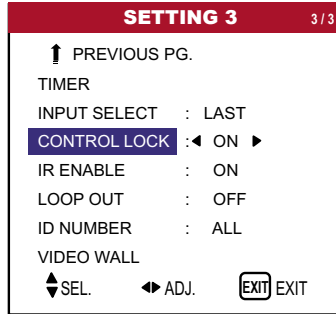 SETTING 3 3 / 3
PREVIOUS PG.
TIMER
INPUT SELECT : LAST
CONTROL LOCK : ON
IR ENABLE : ON
LOOP OUT : OFF
ID NUMBER : ALL
VIDEO WALL
SEL. ADJ. EXIT EXIT